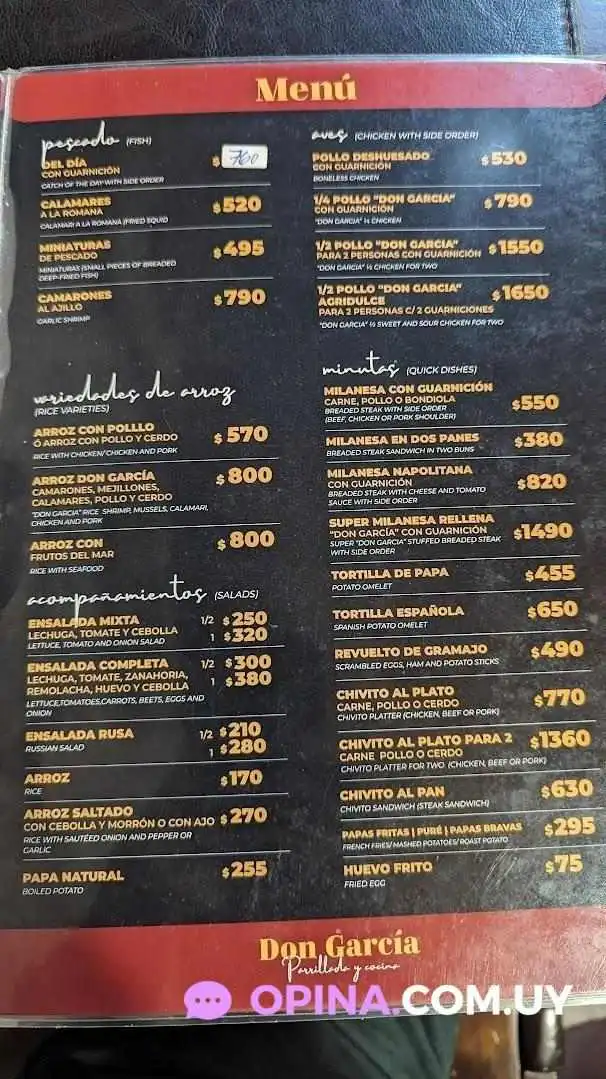 Menú
pescado (FISH)
DEL DÍA $ 760
CON GUARNICIÓN
CATCH OF THE DAY WITH SIDE ORDER
CALAMARES $520
A LA ROMANA
CALAMARI A LA ROMANA (FRIED SQUID
MINIATURAS $495
DE PESCADO
MINIATURAS (SMALL PIECES OF BREADED
DEEP-FRIED FISH)
CAMARONES $790
AL AJILLO
GARLIC SHRIMP
variedades de arroz
(RICE VARIETIES)
ARROZ CON POLLLO $570
Ó ARROZ CON POLLO Y CERDO
RICE WITH CHICKEN/CHICKEN AND PORK
ARROZ DON GARCÍA $800
CAMARONES, MEJILLONES,
CALAMARES, POLLO Y CERDO
"DON GARCIA" RICE SHRIMP, MUSSELS, CALAMARI,
CHICKEN AND PORK
ARROZ CON $800
FRUTOS DEL MAR
RICE WITH SEAFOOD
acompañamientos (SALADS)
ENSALADA MIXTA 1/2 $250
LECHUGA, TOMATE Y CEBOLLA 1 $320
LETTUCE, TOMATO AND ONION SALAD
ENSALADA COMPLETA 1/2 $300
LECHUGA, TOMATE, ZANAHORIA, 1 $380
REMOLACHA, HUEVO Y CEBOLLA
LETTUCE,TOMATOES,CARROTS, BEETS, EGGS AND
ONION
ENSALADA RUSA 1/2 $210
RUSSIAN SALAD 1 $280
ARROZ $170
RICE
ARROZ SALTADO
CON CEBOLLA Y MORRÓN O CON AJO $270
RICE WITH SAUTÉED ONION AND PEPPER OR
GARLIC
PAPA NATURAL $255
BOILED POTATO
aves (CHICKEN WITH SIDE ORDER)
POLLO DESHUESADO $530
CON GUARNICIÓN
BONELESS CHICKEN
1/4 POLLO "DON GARCIA" $790
CON GUARNICIÓN
"DON GARCIA" ¼ CHICKEN
1/2 POLLO "DON GARCIA" $1550
PARA 2 PERSONAS CON GUARNICIÓN
"DON GARCIA" ½ CHICKEN FOR TWO
1/2 POLLO "DON GARCIA" $1650
AGRIDULCE
PARA 2 PERSONAS C/ 2 GUARNICIONES
"DON GARCIA" ½ SWEET AND SOUR CHICKEN FOR TWO
minutas (QUICK DISHES)
MILANESA CON GUARNICIÓN $550
CARNE, POLLO O BONDIOLA
BREADED STEAK WITH SIDE ORDER
(BEEF, CHICKEN OR PORK SHOULDER)
MILANESA EN DOS PANES $380
BREADED STEAK SANDWICH IN TWO BUNS
MILANESA NAPOLITANA $820
CON GUARNICIÓN
BREADED STEAK WITH CHEESE AND TOMATO
SAUCE WITH SIDE ORDER
SUPER MILANESA RELLENA $1490
"DON GARCÍA" CON GUARNICIÓN
SUPER "DON GARCIA" STUFFED BREADED STEAK
WITH SIDE ORDER
TORTILLA DE PAPA $455
POTATO OMELET
TORTILLA ESPAÑOLA $650
SPANISH POTATO OMELET
REVUELTO DE GRAMAJO $490
SCRAMBLED EGGS, HAM AND POTATO STICKS
CHIVITO AL PLATO $770
CARNE, POLLO O CERDO
CHIVITO PLATTER (CHICKEN, BEEF OR PORK)
CHIVITO AL PLATO PARA 2 $1360
CARNE POLLO O CERDO
CHIVITO PLATTER FOR TWO (CHICKEN, BEEF OR PORK)
CHIVITO AL PAN $630
CHIVITO SANDWICH (STEAK SANDWICH)
PAPAS FRITAS | PURÉ | PAPAS BRAVAS $295
FRENCH FRIES/MASHED POTATOES/ROAST POTATO
HUEVO FRITO $75
FRIED EGG
Don García
Parrillada y cocina
OPINA.COM.UY